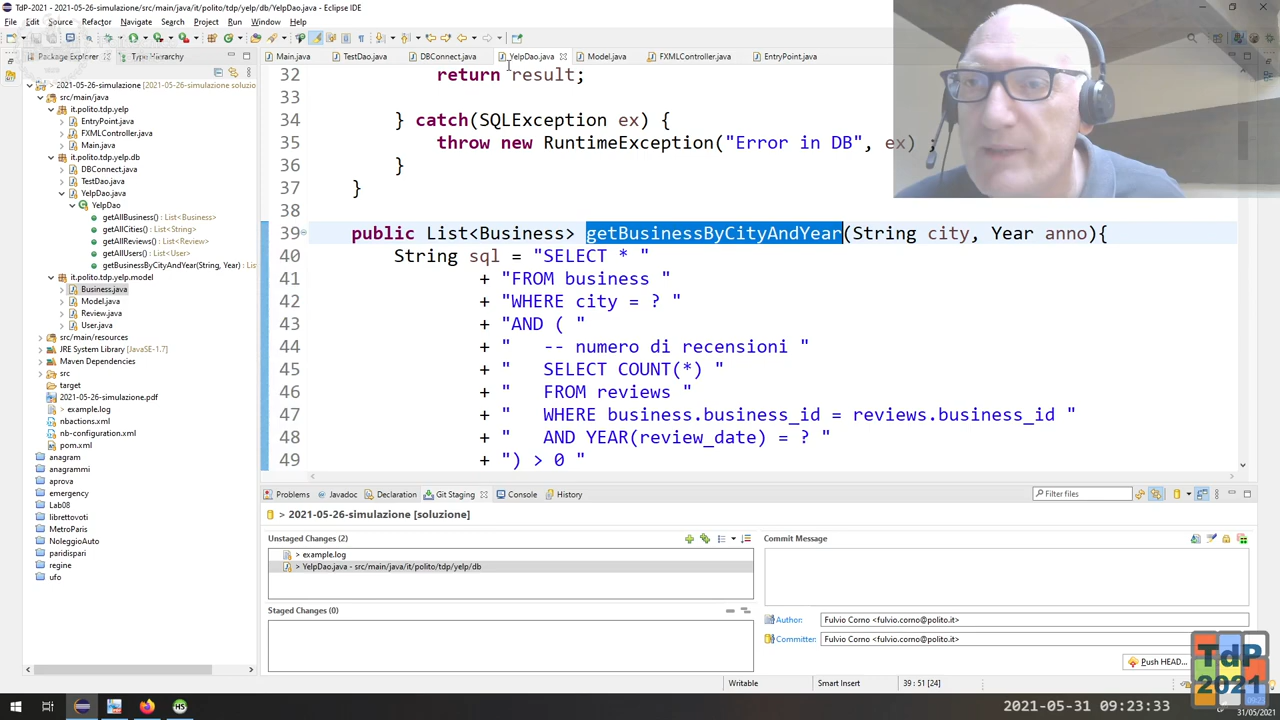 TdP-2021 - 2021-05-26-simulazione/src/main/java/it/polito/tdp/yelp/db/YelpDao.java - Eclipse IDE
File Edit Source Refactor Navigate Search Project Run Window Help
Package Explorer Type Hierarchy
Main.java TestDao.java DBConnect.java YelpDao.java Model.java FXMLController.java EntryPoint.java
> 2021-05-26-simulazione [2021-05-26-simulazione soluzio
src/main/java
it.polito.tdp.yelp
EntryPoint.java
FXMLController.java
Main.java
it.polito.tdp.yelp.db
DBConnect.java
TestDao.java
YelpDao.java
YelpDao
getAllBusiness() : List<Business>
getAllCities() : List<String>
getAllReviews() : List<Review>
getAllUsers() : List<User>
getBusinessByCityAndYear(String, Year) : List
it.polito.tdp.yelp.model
Business.java
Model.java
Review.java
User.java
src/main/resources
JRE System Library [JavaSE-1.7]
Maven Dependencies
src
target
2021-05-26-simulazione.pdf
> example.log
nbactions.xml
nb-configuration.xml
pom.xml
anagram
anagrammi
aprova
emergency
Lab08
librettovoti
MetroParis
NoleggioAuto
paridispari
regine
ufo
32 return result;
33
34 } catch(SQLException ex) {
35 throw new RuntimeException("Error in DB", ex) ;
36 }
37 }
38
39 public List<Business> getBusinessByCityAndYear(String city, Year anno){
40 String sql = "SELECT * "
41 + "FROM business "
42 + "WHERE city = ? "
43 + "AND ( "
44 + " -- numero di recensioni "
45 + " SELECT COUNT(*) "
46 + " FROM reviews "
47 + " WHERE business.business_id = reviews.business_id "
48 + " AND YEAR(review_date) = ? "
49 + ") > 0 "
Problems Javadoc Declaration Git Staging Console History
Filter files
> 2021-05-26-simulazione [soluzione]
Unstaged Changes (2)
> example.log
> YelpDao.java - src/main/java/it/polito/tdp/yelp/db
Staged Changes (0)
Commit Message
Author: Fulvio Corno <fulvio.corno@polito.it>
Committer: Fulvio Corno <fulvio.corno@polito.it>
Push HEAD...
Writable Smart Insert 39 : 51 [24]
TdP
2021
2021-05-31 09:23:33
31/05/2021